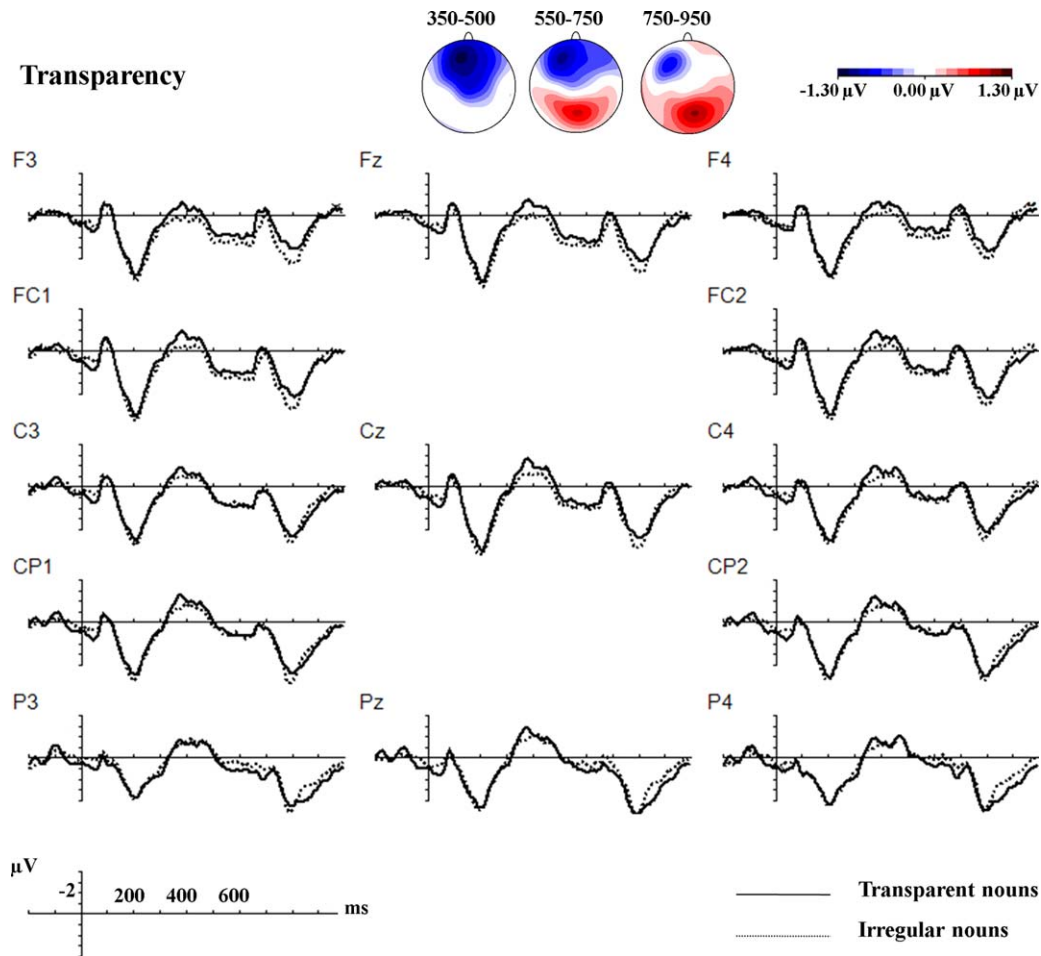 350-500 550-750 750-950
Transparency
-1.30 µV 0.00 µV 1.30 µV
F3 Fz F4
FC1 FC2
C3 Cz C4
CP1 CP2
P3 Pz P4
µV
-2 200 400 600
ms
Transparent nouns
Irregular nouns